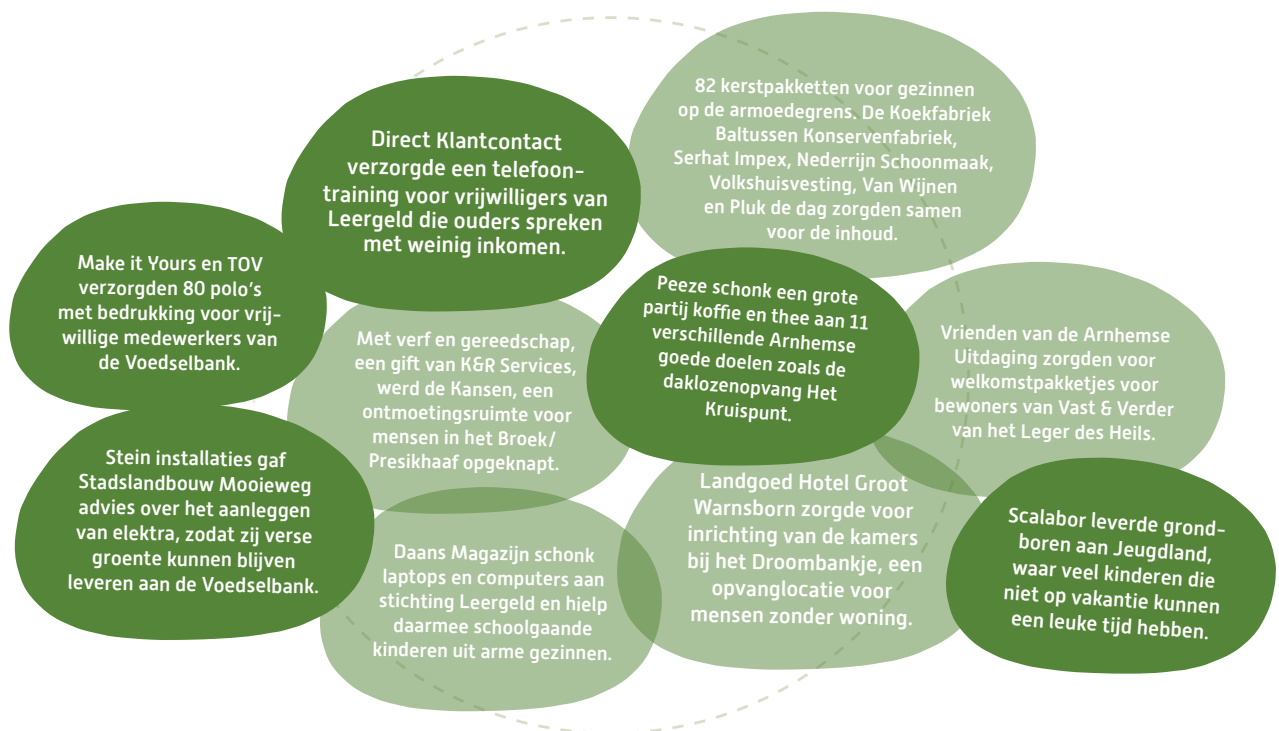 82 kerstpakketten voor gezinnen
op de armoedegrens. De Koekfabriek
Baltussen Konservenfabriek,
Serhat Impex, Nederrijn Schoonmaak,
Volkshuisvesting, Van Wijnen
en Pluk de dag zorgden samen
voor de inhoud.
Direct Klantcontact
verzorgde een telefoon-
training voor vrijwilligers van
Leergeld die ouders spreken
met weinig inkomen.
Make it Yours en TOV
verzorgden 80 polo's
met bedrukking voor vrij-
willige medewerkers van
de Voedselbank.
Met verf en gereedschap,
een gift van K&R Services,
werd de Kansen, een
ontmoetingsruimte voor
mensen in het Broek/
Presikhaaf opgeknapt.
Peeze schonk een grote
partij koffie en thee aan 11
verschillende Arnhemse
goede doelen zoals de
daklozenopvang Het
Kruispunt.
Vrienden van de Arnhemse
Uitdaging zorgden voor
welkomstpakketjes voor
bewoners van Vast & Verder
van het Leger des Heils.
Stein installaties gaf
Stadslandbouw Mooieweg
advies over het aanleggen
van elektra, zodat zij verse
groente kunnen blijven
leveren aan de Voedselbank.
Daans Magazijn schonk
laptops en computers aan
stichting Leergeld en hielp
daarmee schoolgaande
kinderen uit arme gezinnen.
Landgoed Hotel Groot
Warnsborn zorgde voor
inrichting van de kamers
bij het Droombankje, een
opvanglocatie voor
mensen zonder woning.
Scalabor leverde grond-
boren aan Jeugdland,
waar veel kinderen die
niet op vakantie kunnen
een leuke tijd hebben.